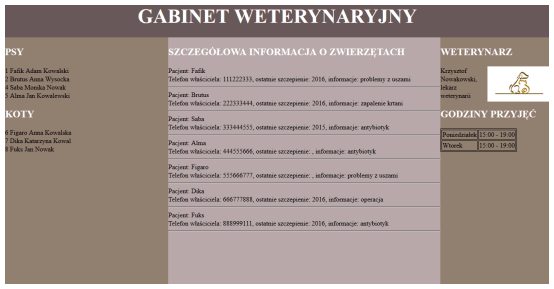 GABINET WETERYNARYJNY
PSY
1 Fafik Adam Kowalski
2 Brutus Anna Wysocka
4 Saba Monika Nowak
5 Alma Jan Kowalewski
KOTY
6 Figaro Anna Kowalska
7 Dika Katarzyna Kowal
8 Fuks Jan Nowak
SZCZEGÓŁOWA INFORMACJA O ZWIERZĘTACH
Pacjent: Fafik
Telefon właściciela: 111222333, ostatnie szczepienie: 2016, informacje: problemy z uszami
Pacjent: Brutus
Telefon właściciela: 222333444, ostatnie szczepienie: 2016, informacje: zapalenie krtani
Pacjent: Saba
Telefon właściciela: 333444555, ostatnie szczepienie: 2015, informacje: antybiotyk
Pacjent: Alma
Telefon właściciela: 444555666, ostatnie szczepienie: , informacje: antybiotyk
Pacjent: Figaro
Telefon właściciela: 555666777, ostatnie szczepienie: , informacje: problemy z uszami
Pacjent: Dika
Telefon właściciela: 666777888, ostatnie szczepienie: 2016, informacje: operacja
Pacjent: Fuks
Telefon właściciela: 888999111, ostatnie szczepienie: 2016, informacje: antybiotyk
WETERYNARZ
Krzysztof
Nowakowski,
lekarz
weterynarii
GODZINY PRZYJĘĆ
Poniedziałek 15:00 - 19:00
Wtorek 15:00 - 19:00